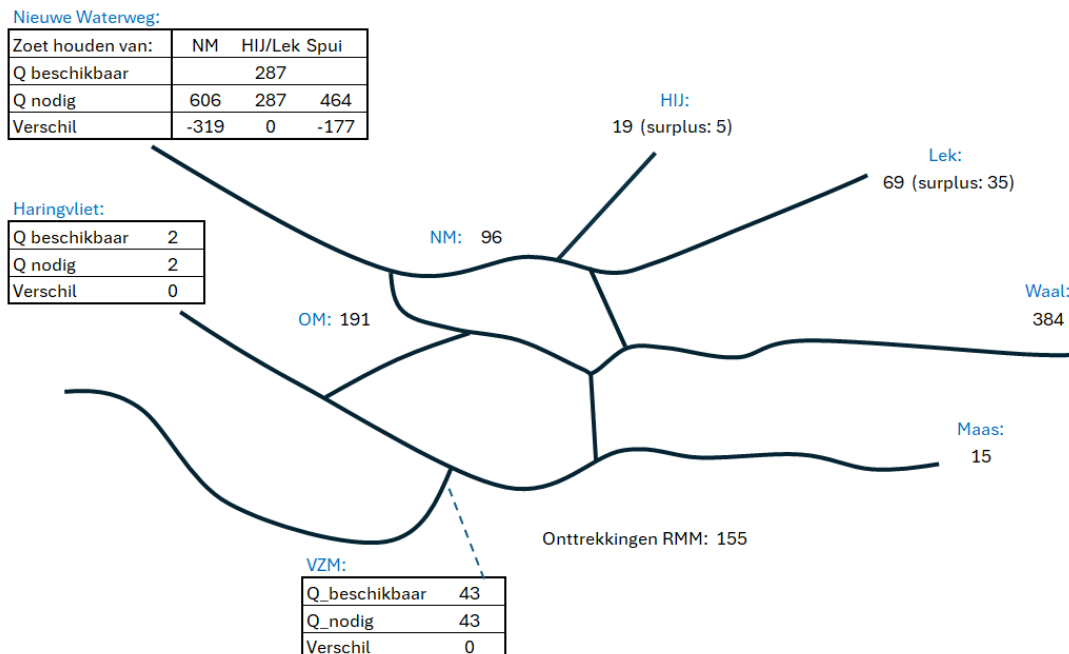 Nieuwe Waterweg:
Zoet houden van: NM HIJ/Lek Spui
Q beschikbaar 287
Q nodig 606 287 464
Verschil -319 0 -177
HIJ:
19 (surplus: 5)
Lek:
69 (surplus: 35)
Haringvliet:
Q beschikbaar 2
Q nodig 2
Verschil 0
NM: 96
OM: 191
Waal:
384
Maas:
15
Onttrekkingen RMM: 155
VZM:
Q_beschikbaar 43
Q_nodig 43
Verschil 0